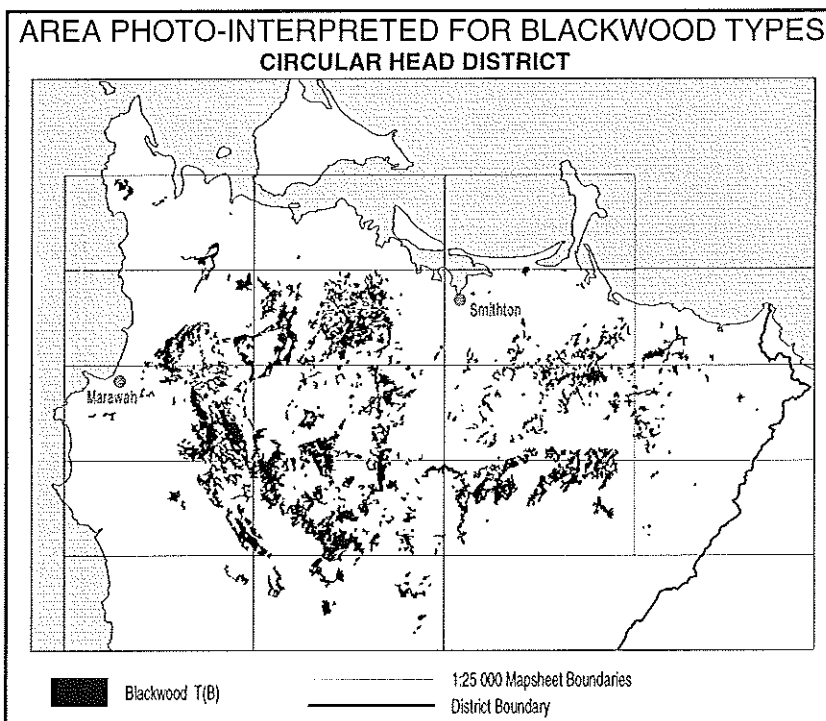 AREA PHOTO-INTERPRETED FOR BLACKWOOD TYPES
CIRCULAR HEAD DISTRICT
Smithton
Marawah
Blackwood T(B)
1:25 000 Mapsheet Boundaries
District Boundary